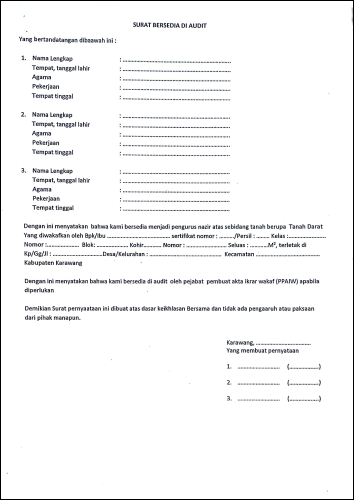 SURAT BERSEDIA DI AUDIT
Yang bertandatangan dibaawah ini :
1. Nama Lengkap : ........................................
Tempat, tanggal lahir : ........................................
Agama : ........................................
Pekerjaan : ........................................
Tempat tinggal : ........................................
2. Nama Lengkap : ........................................
Tempat, tanggal lahir : ........................................
Agama : ........................................
Pekerjaan : ........................................
Tempat tinggal : ........................................
3. Nama Lengkap : ........................................
Tempat, tanggal lahir : ........................................
Agama : ........................................
Pekerjaan : ........................................
Tempat tinggal : ........................................
Dengan ini menyatakan bahwa kami bersedia menjadi pengurus nazir atas sebidang tanah berupa Tanah Darat
Yang diwakafkan oleh Bpk/Ibu ........................ sertifikat nomor : ....../Persil : ...... Kelas :..............
Nomor :............ Blok: ............ Kohir....... Nomor : ............... Seluas : ..........M², terletak di
Kp/Gg/Jl : ...................Desa/Kelurahan : ...................... Kecamatan .........................
Kabupaten Karawang
Dengan ini menyatakan bahwa kami bersedia di audit oleh pejabat pembuat akta ikrar wakaf (PPAIW) apabila
diperlukan
Demikian Surat pernyaataan ini dibuat atas dasar keikhlasan Bersama dan tidak ada pengaaruh atau paksaan
dari pihak manapun.
Karawang, ......................
Yang membuat pernyataan
1. ................ (............)
2. ................ (............)
3. ................ (............)